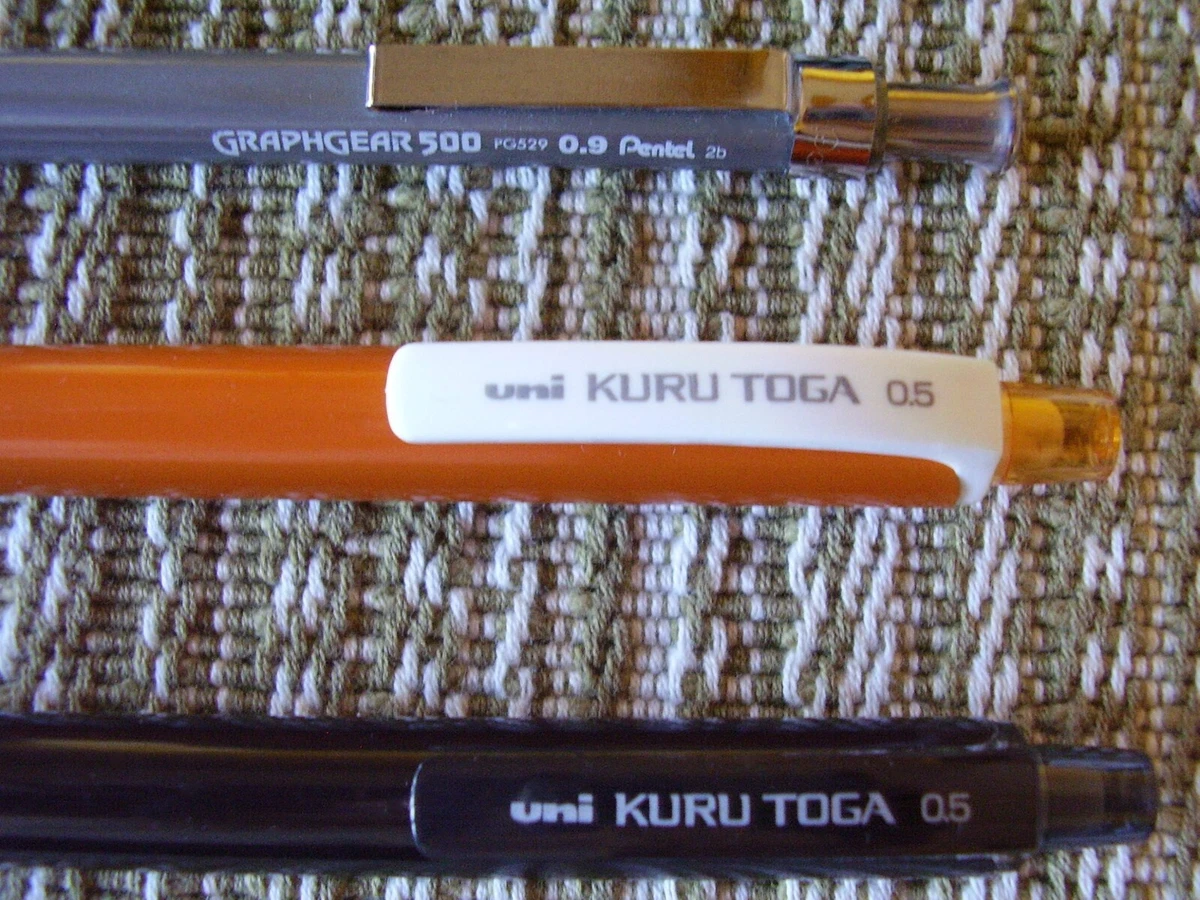 GRAPHGEAR 500 PG529 0.9 Pentel 2b
uni KURU TOGA 0.5
uni KURU TOGA 0.5